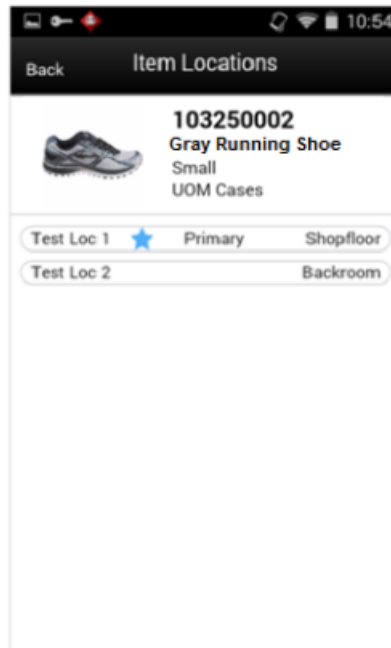 10:54
Back Item Locations
103250002
Gray Running Shoe
Small
UOM Cases
Test Loc 1 Primary Shopfloor
Test Loc 2 Backroom